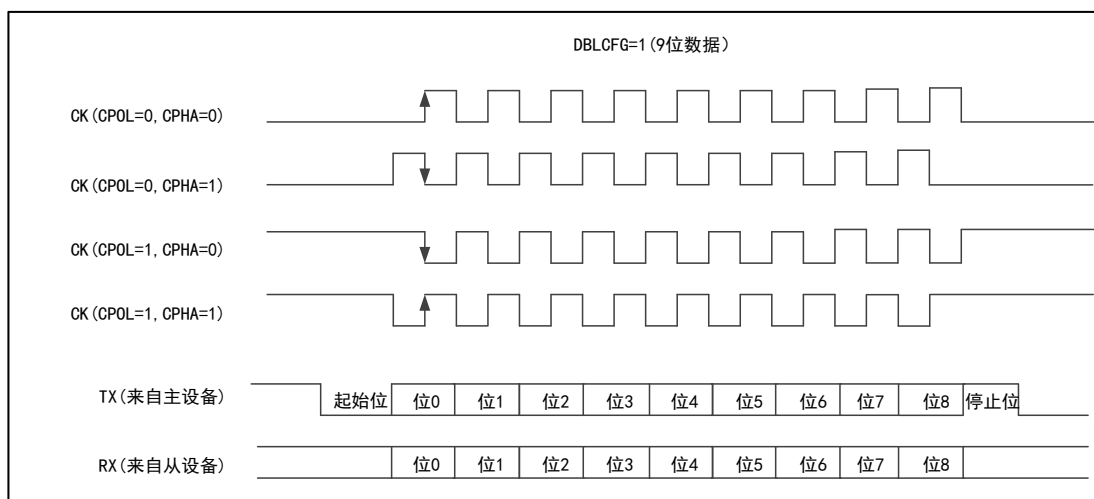 DBLCFG=1(9位数据)
CK(CPOL=0,CPHA=0)
CK(CPOL=0,CPHA=1)
CK(CPOL=1,CPHA=0)
CK(CPOL=1,CPHA=1)
TX(来自主设备) 起始位 位0 位1 位2 位3 位4 位5 位6 位7 位8 停止位
RX(来自从设备) 位0 位1 位2 位3 位4 位5 位6 位7 位8